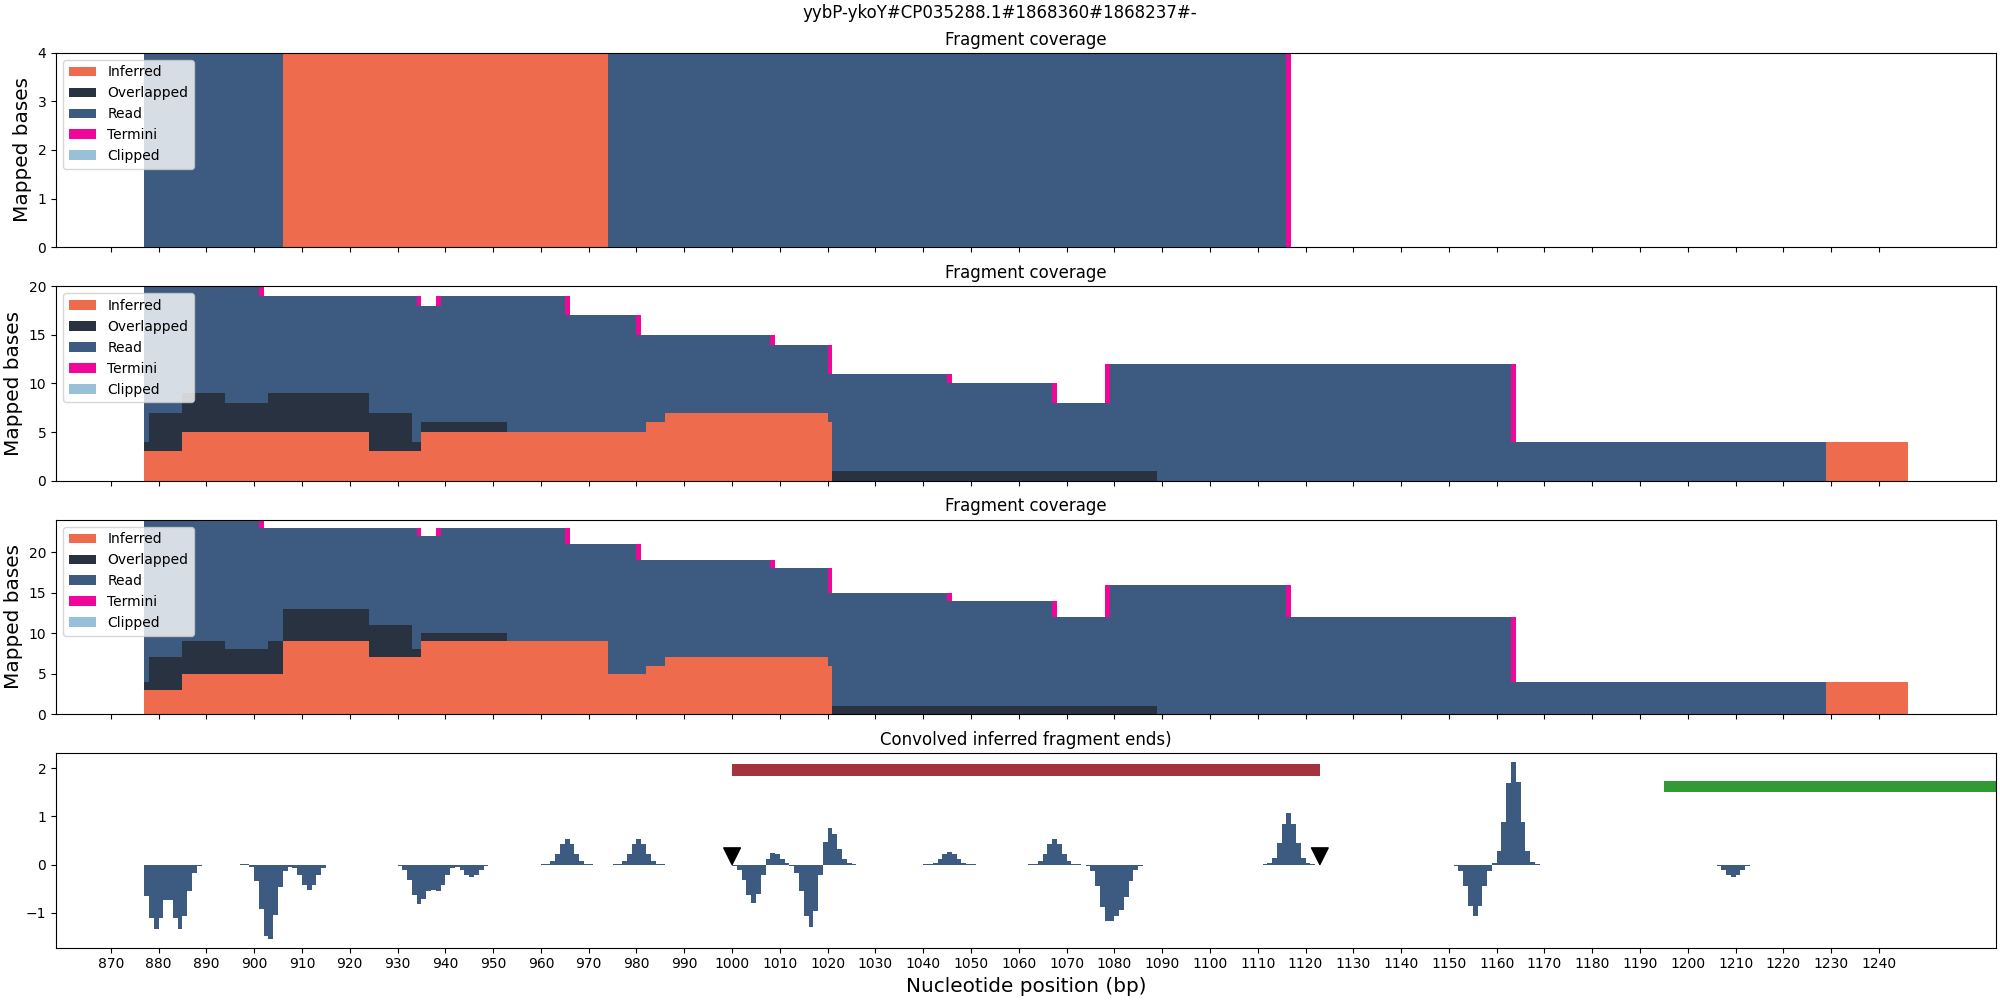 yybP-ykoY#CP035288.1#1868360#1868237#-
Fragment coverage
Mapped bases
4
3
2
1
0
Inferred
Overlapped
Read
Termini
Clipped
Fragment coverage
Mapped bases
20
15
10
5
0
Inferred
Overlapped
Read
Termini
Clipped
Fragment coverage
Mapped bases
20
15
10
5
0
Inferred
Overlapped
Read
Termini
Clipped
Convolved inferred fragment ends)
2
1
0
−1
870 880 890 900 910 920 930 940 950 960 970 980 990 1000 1010 1020 1030 1040 1050 1060 1070 1080 1090 1100 1110 1120 1130 1140 1150 1160 1170 1180 1190 1200 1210 1220 1230 1240
Nucleotide position (bp)